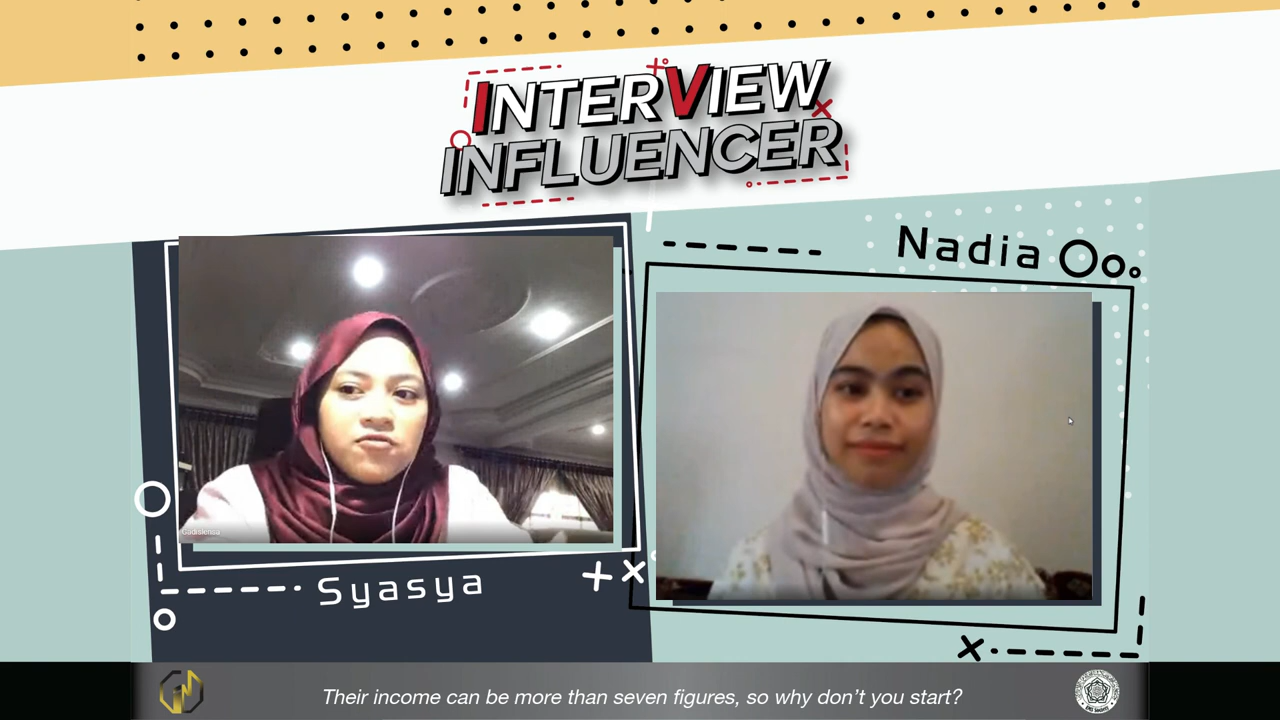 INTERVIEW
INFLUENCER
Nadia
Syasya
Their income can be more than seven figures, so why don't you start?